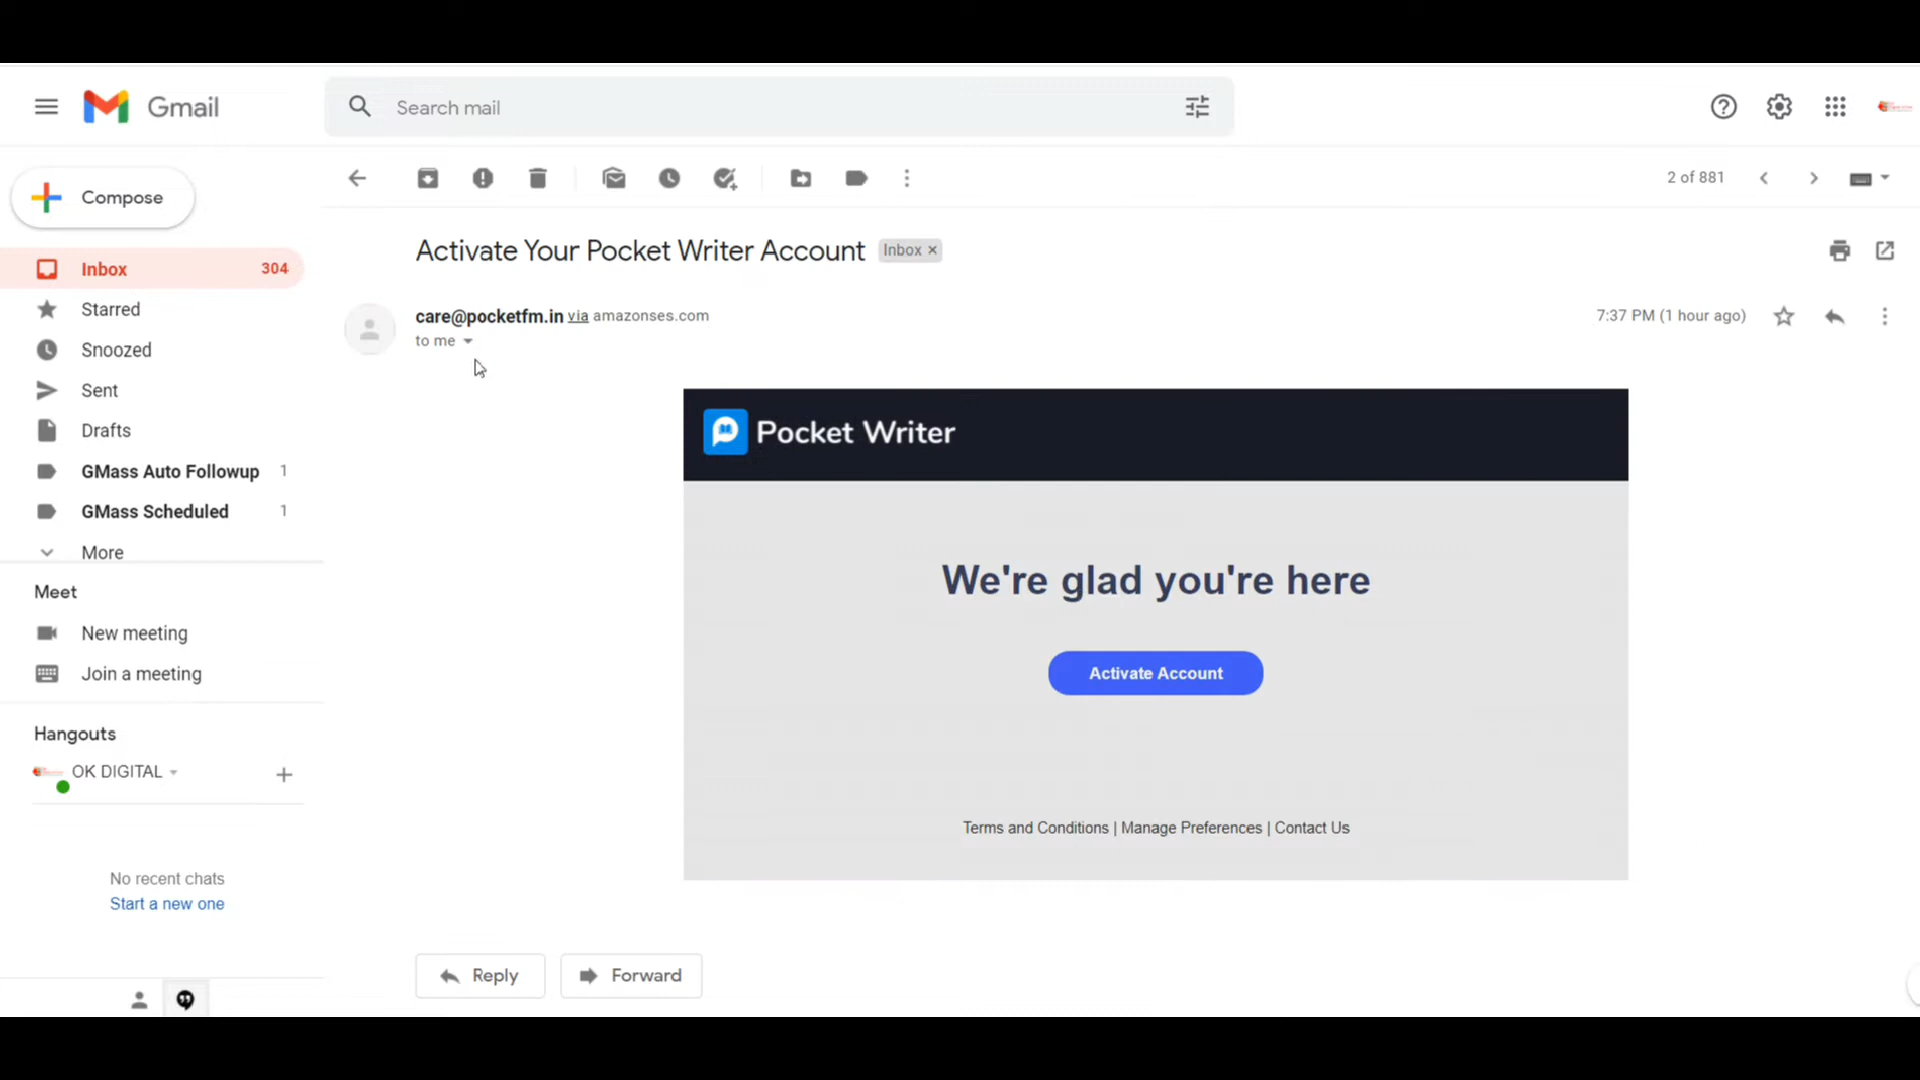 Gmail
Search mail
Compose
2 of 881
Activate Your Pocket Writer Account
Inbox ×
Inbox 304
Starred
Snoozed
Sent
Drafts
GMass Auto Followup 1
GMass Scheduled 1
More
care@pocketfm.in via amazonses.com
7:37 PM (1 hour ago)
to me
Pocket Writer
We're glad you're here
Activate Account
Terms and Conditions | Manage Preferences | Contact Us
Meet
New meeting
Join a meeting
Hangouts
OK DIGITAL
No recent chats
Start a new one
Reply
Forward